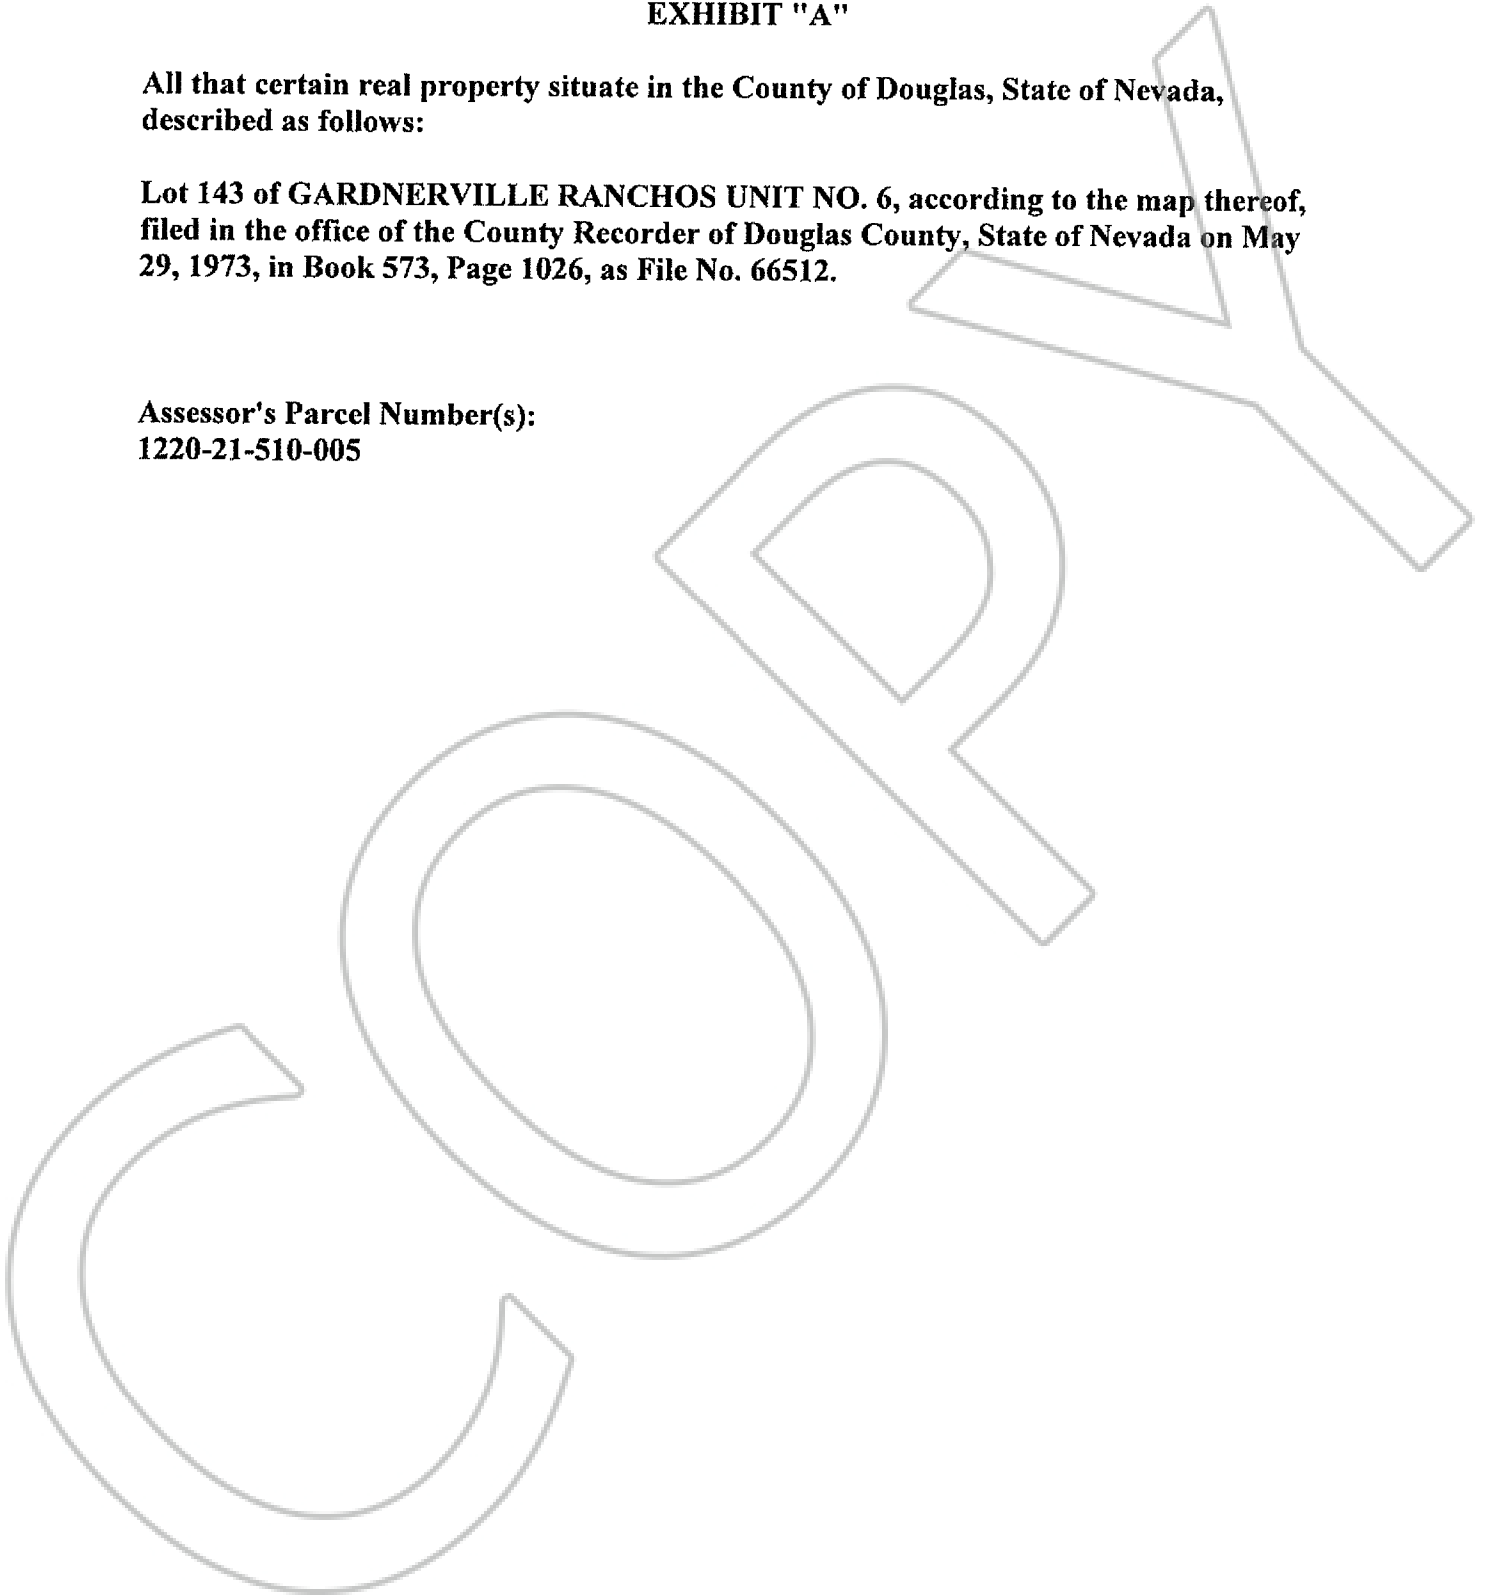 EXHIBIT "A"
All that certain real property situate in the County of Douglas, State of Nevada,
described as follows:
Lot 143 of GARDNERVILLE RANCHOS UNIT NO. 6, according to the map thereof,
filed in the office of the County Recorder of Douglas County, State of Nevada on May
29, 1973, in Book 573, Page 1026, as File No. 66512.
Assessor's Parcel Number(s):
1220-21-510-005
COPY